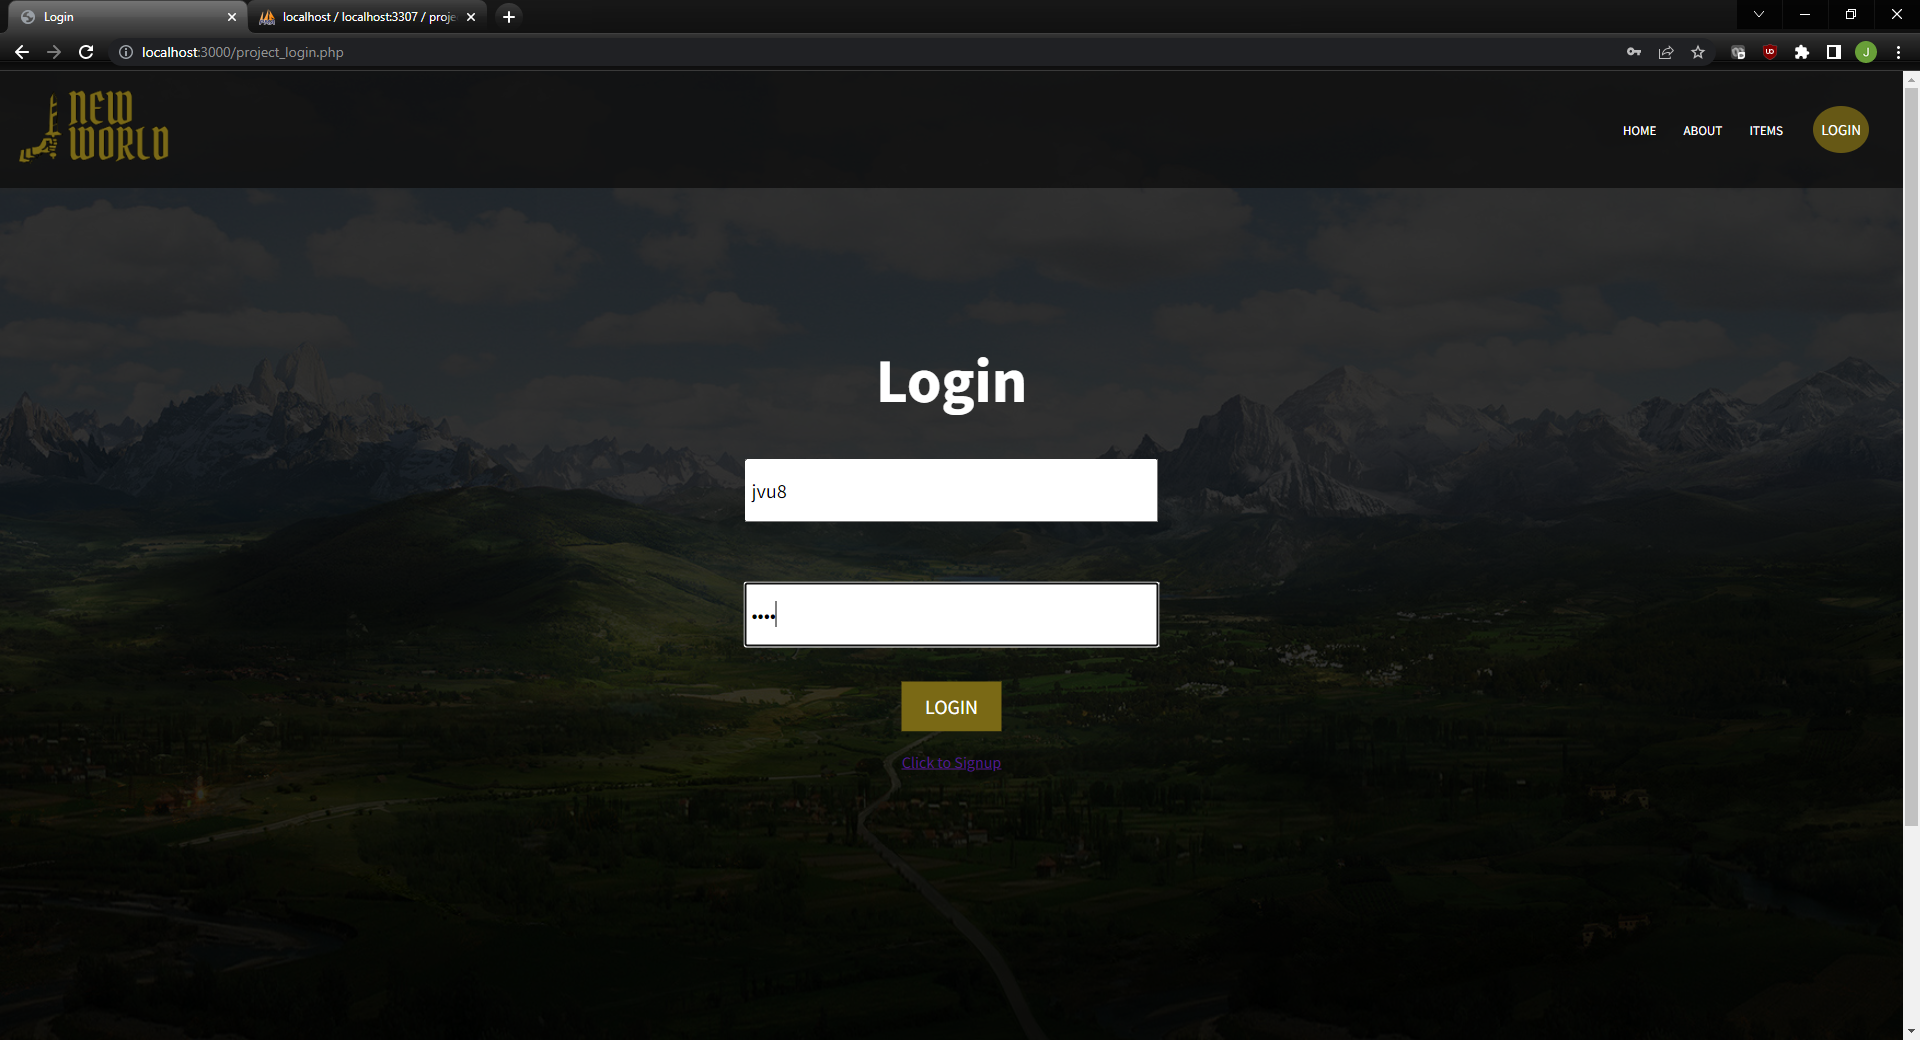 Login
localhost / localhost:3307 / proje
localhost:3000/project_login.php
UD
J
NEW
WORLD
HOME
ABOUT
ITEMS
LOGIN
Login
jvu8
••••
LOGIN
Click to Signup